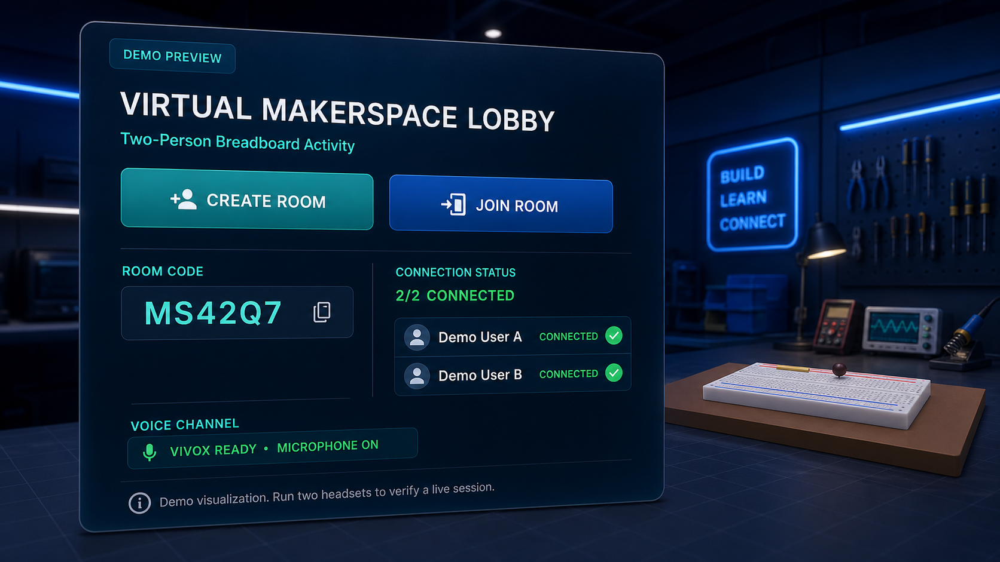 DEMO PREVIEW
VIRTUAL MAKERSPACE LOBBY
Two-Person Breadboard Activity
CREATE ROOM
JOIN ROOM
ROOM CODE
MS42Q7
CONNECTION STATUS
2/2 CONNECTED
Demo User A CONNECTED
Demo User B CONNECTED
VOICE CHANNEL
VIVOX READY • MICROPHONE ON
Demo visualization. Run two headsets to verify a live session.
BUILD
LEARN
CONNECT